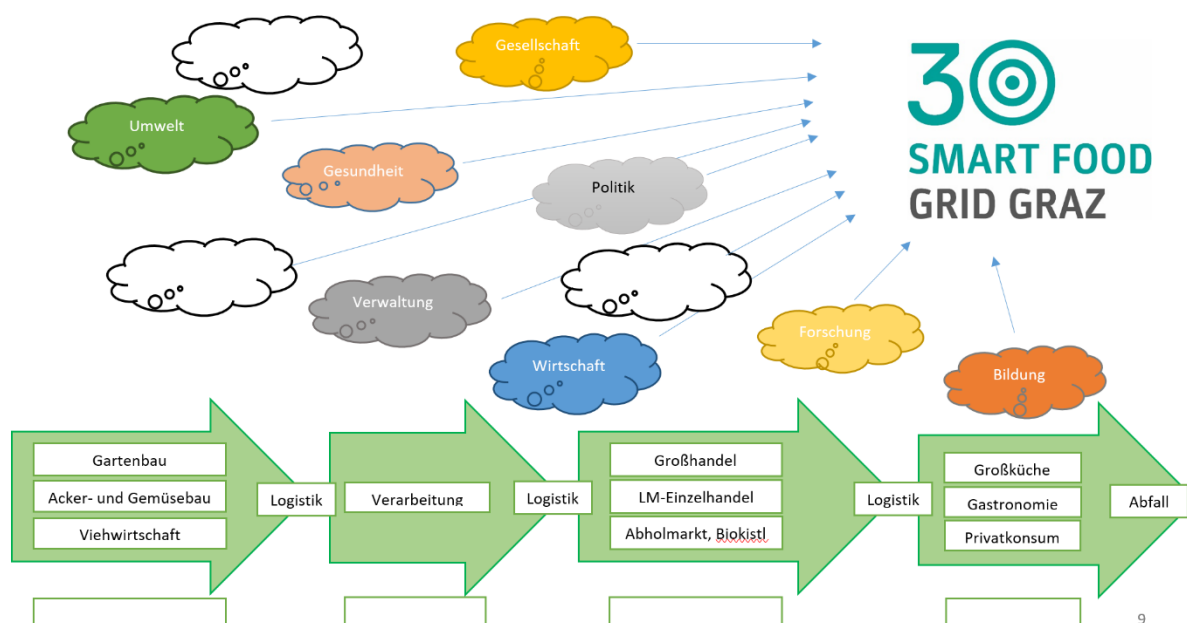 Gesellschaft
Umwelt
Gesundheit
Politik
Verwaltung
Wirtschaft
Forschung
Bildung
30
SMART FOOD
GRID GRAZ
Gartenbau
Acker- und Gemüsebau
Viehwirtschaft
Logistik
Verarbeitung
Logistik
Großhandel
LM-Einzelhandel
Abholmarkt, Biokistl
Logistik
Großküche
Gastronomie
Privatkonsum
Abfall
9